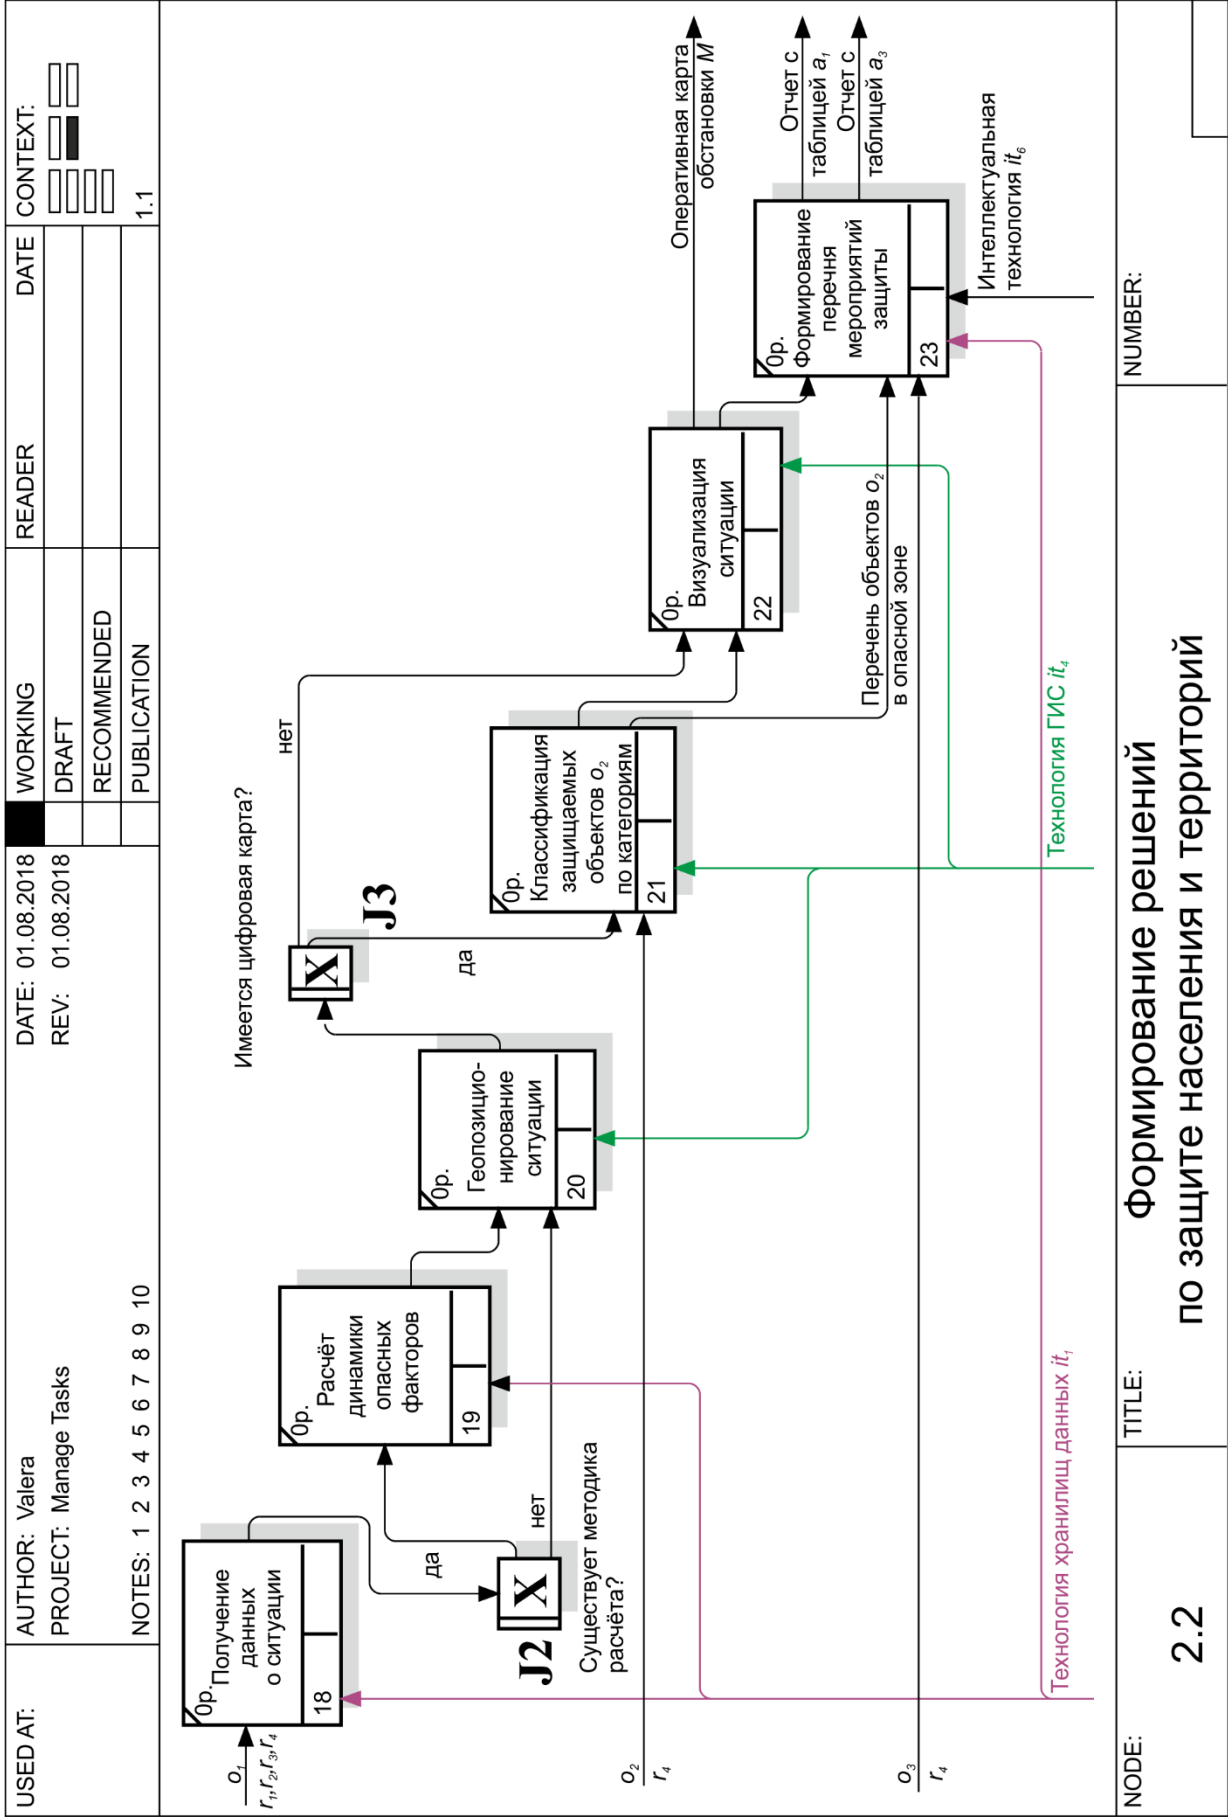 USED AT:
AUTHOR: Valera
PROJECT: Manage Tasks
NOTES: 1 2 3 4 5 6 7 8 9 10
DATE: 01.08.2018
REV: 01.08.2018
WORKING
DRAFT
RECOMMENDED
PUBLICATION
READER
DATE
CONTEXT:
1.1
o₁
r₁,r₂,r₃,r₄
0р.
Получение
данных
о ситуации
18
J2
X
Существует методика
расчёта?
да
нет
0р.
Расчёт
динамики
опасных
факторов
19
0р.
Геопозицио-
нирование
ситуации
20
Имеется цифровая карта?
X
J3
нет
да
0р.
Классификация
защищаемых
объектов o₂
по категориям
21
0р.
Визуализация
ситуации
22
Перечень объектов o₂
в опасной зоне
0р.
Формирование
перечня
мероприятий
защиты
23
Оперативная карта
обстановки M
Отчет с
таблицей a₁
Отчет с
таблицей a₃
Интеллектуальная
технология it₆
o₂
r₄
o₃
r₄
Технология хранилищ данных it₁
Технология ГИС it₄
NODE:
2.2
TITLE:
Формирование решений
по защите населения и территорий
NUMBER: